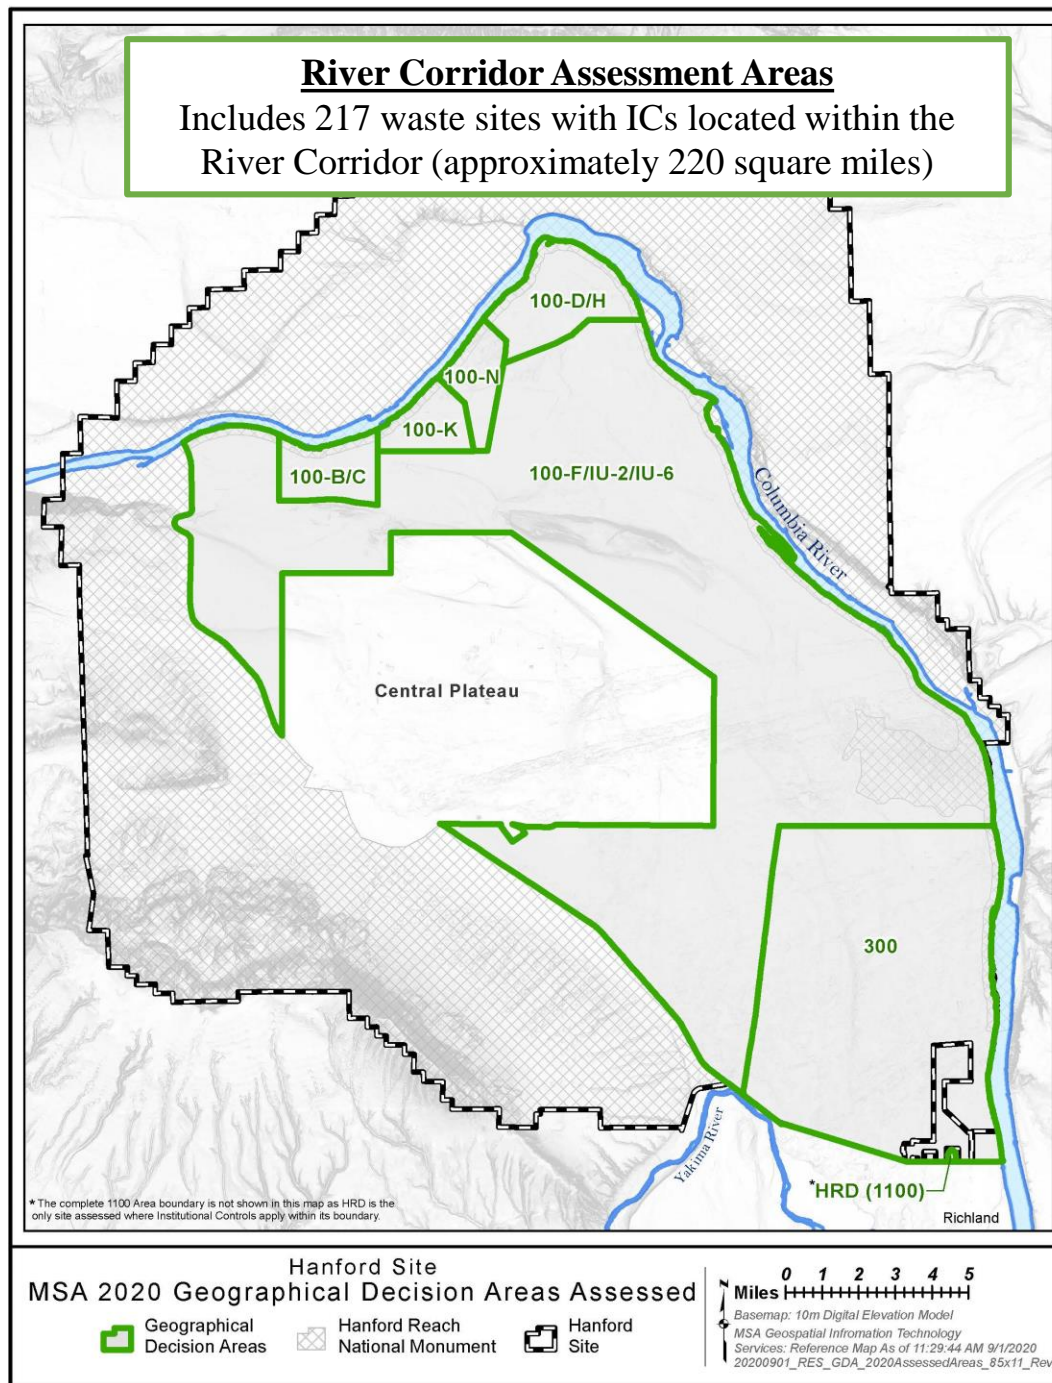 River Corridor Assessment Areas
Includes 217 waste sites with ICs located within the
River Corridor (approximately 220 square miles)
100-D/H
100-N
100-K
100-B/C
100-F/IU-2/IU-6
Columbia River
Central Plateau
300
Yakima River
*HRD (1100)
Richland
* The complete 1100 Area boundary is not shown in this map as HRD is the
only site assessed where Institutional Controls apply within its boundary.
Hanford Site
MSA 2020 Geographical Decision Areas Assessed
Geographical
Decision Areas
Hanford Reach
National Monument
Hanford
Site
N
Miles
0 1 2 3 4 5
Basemap: 10m Digital Elevation Model
MSA Geospatial Infromation Technology
Services: Reference Map As of 11:29:44 AM 9/1/2020
20200901_RES_GDA_2020AssessedAreas_85x11_Rev